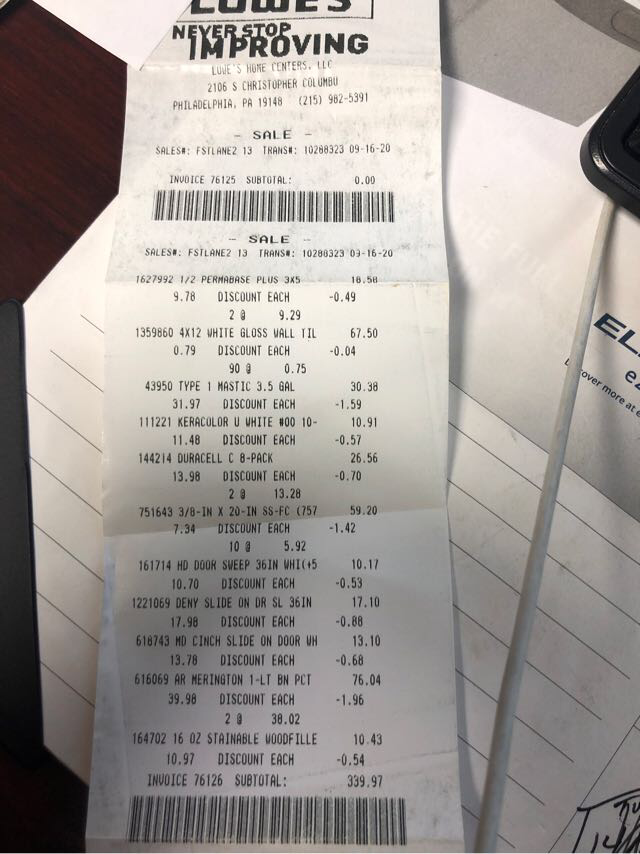 LOWE'S
NEVER STOP
IMPROVING
LOWE'S HOME CENTERS, LLC
2106 S CHRISTOPHER COLUMBU
PHILADELPHIA, PA 19148 (215) 982-5391
- SALE -
SALES#: FSTLANE2 13 TRANS#: 10288323 09-16-20
INVOICE 76125 SUBTOTAL: 0.00
- SALE -
SALES#: FSTLANE2 13 TRANS#: 10288323 09-16-20
1627992 1/2 PERMABASE PLUS 3X5 18.58
9.78 DISCOUNT EACH -0.49
2 @ 9.29
1359860 4X12 WHITE GLOSS WALL TIL 67.50
0.79 DISCOUNT EACH -0.04
90 @ 0.75
43950 TYPE 1 MASTIC 3.5 GAL 30.38
31.97 DISCOUNT EACH -1.59
111221 KERACOLOR U WHITE #00 10- 10.91
11.48 DISCOUNT EACH -0.57
144214 DURACELL C 8-PACK 26.56
13.98 DISCOUNT EACH -0.70
2 @ 13.28
751643 3/8-IN X 20-IN SS-FC (757 59.20
7.34 DISCOUNT EACH -1.42
10 @ 5.92
161714 HD DOOR SWEEP 36IN WHI(+5 10.17
10.70 DISCOUNT EACH -0.53
1221069 DENY SLIDE ON DR SL 36IN 17.10
17.98 DISCOUNT EACH -0.88
618743 MD CINCH SLIDE ON DOOR WH 13.10
13.78 DISCOUNT EACH -0.68
616069 AR MERINGTON 1-LT BN PCT 76.04
39.98 DISCOUNT EACH -1.96
2 @ 38.02
164702 16 OZ STAINABLE WOODFILLE 10.43
10.97 DISCOUNT EACH -0.54
INVOICE 76126 SUBTOTAL: 339.97
over more at e